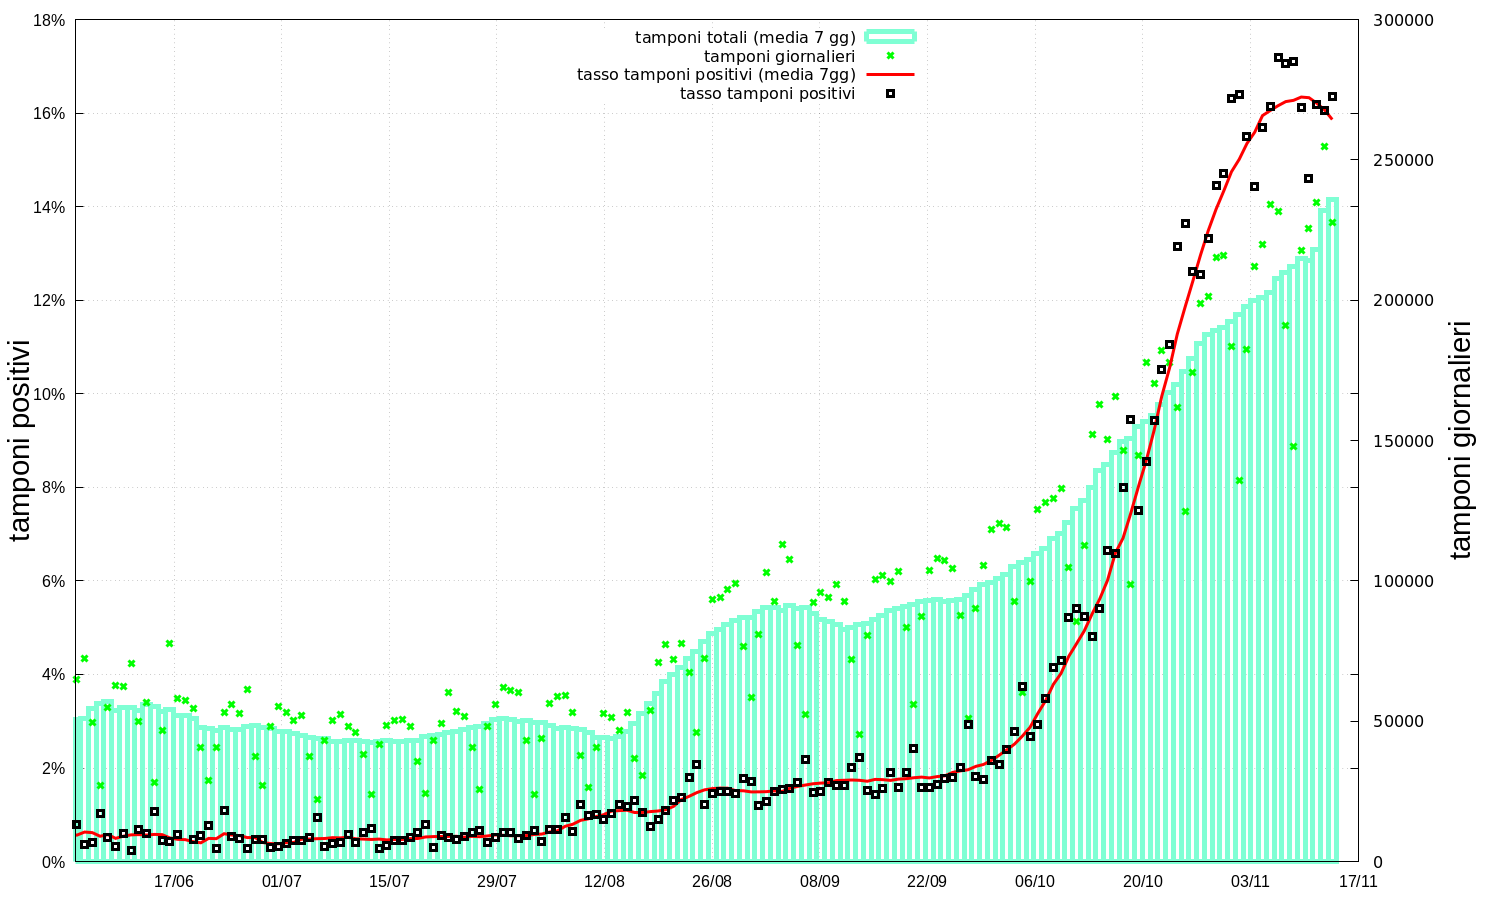 tamponi totali (media 7 gg)
tamponi giornalieri
tasso tamponi positivi (media 7gg)
tasso tamponi positivi
18%
16%
14%
12%
10%
8%
6%
4%
2%
0%
tamponi positivi
300000
250000
200000
150000
100000
50000
0
tamponi giornalieri
17/06 01/07 15/07 29/07 12/08 26/08 08/09 22/09 06/10 20/10 03/11 17/11